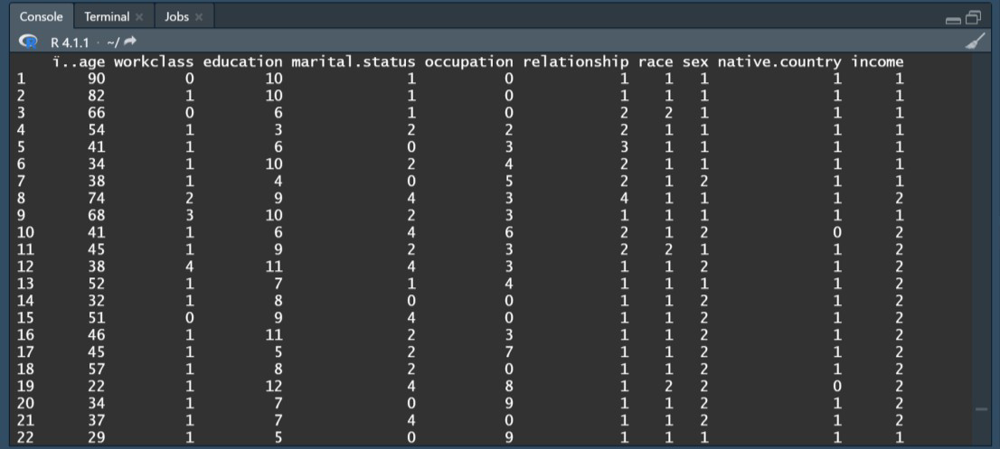 Console Terminal × Jobs ×
R 4.1.1 · ~/
ï..age workclass education marital.status occupation relationship race sex native.country income
1 90 0 10 1 0 1 1 1 1 1
2 82 1 10 1 0 1 1 1 1 1
3 66 0 6 1 0 2 2 1 1 1
4 54 1 3 2 2 2 1 1 1 1
5 41 1 6 0 3 3 1 1 1 1
6 34 1 10 2 4 2 1 1 1 1
7 38 1 4 0 5 2 1 2 1 1
8 74 2 9 4 3 4 1 1 1 2
9 68 3 10 2 3 1 1 1 1 1
10 41 1 6 4 6 2 1 2 0 2
11 45 1 9 2 3 2 2 1 1 2
12 38 4 11 4 3 1 1 2 1 2
13 52 1 7 1 4 1 1 1 1 2
14 32 1 8 0 0 1 1 2 1 2
15 51 0 9 4 0 1 1 2 1 2
16 46 1 11 2 3 1 1 2 1 2
17 45 1 5 2 7 1 1 2 1 2
18 57 1 8 2 0 1 1 2 1 2
19 22 1 12 4 8 1 2 2 0 2
20 34 1 7 0 9 1 1 2 1 2
21 37 1 7 4 0 1 1 2 1 2
22 29 1 5 0 9 1 1 1 1 1